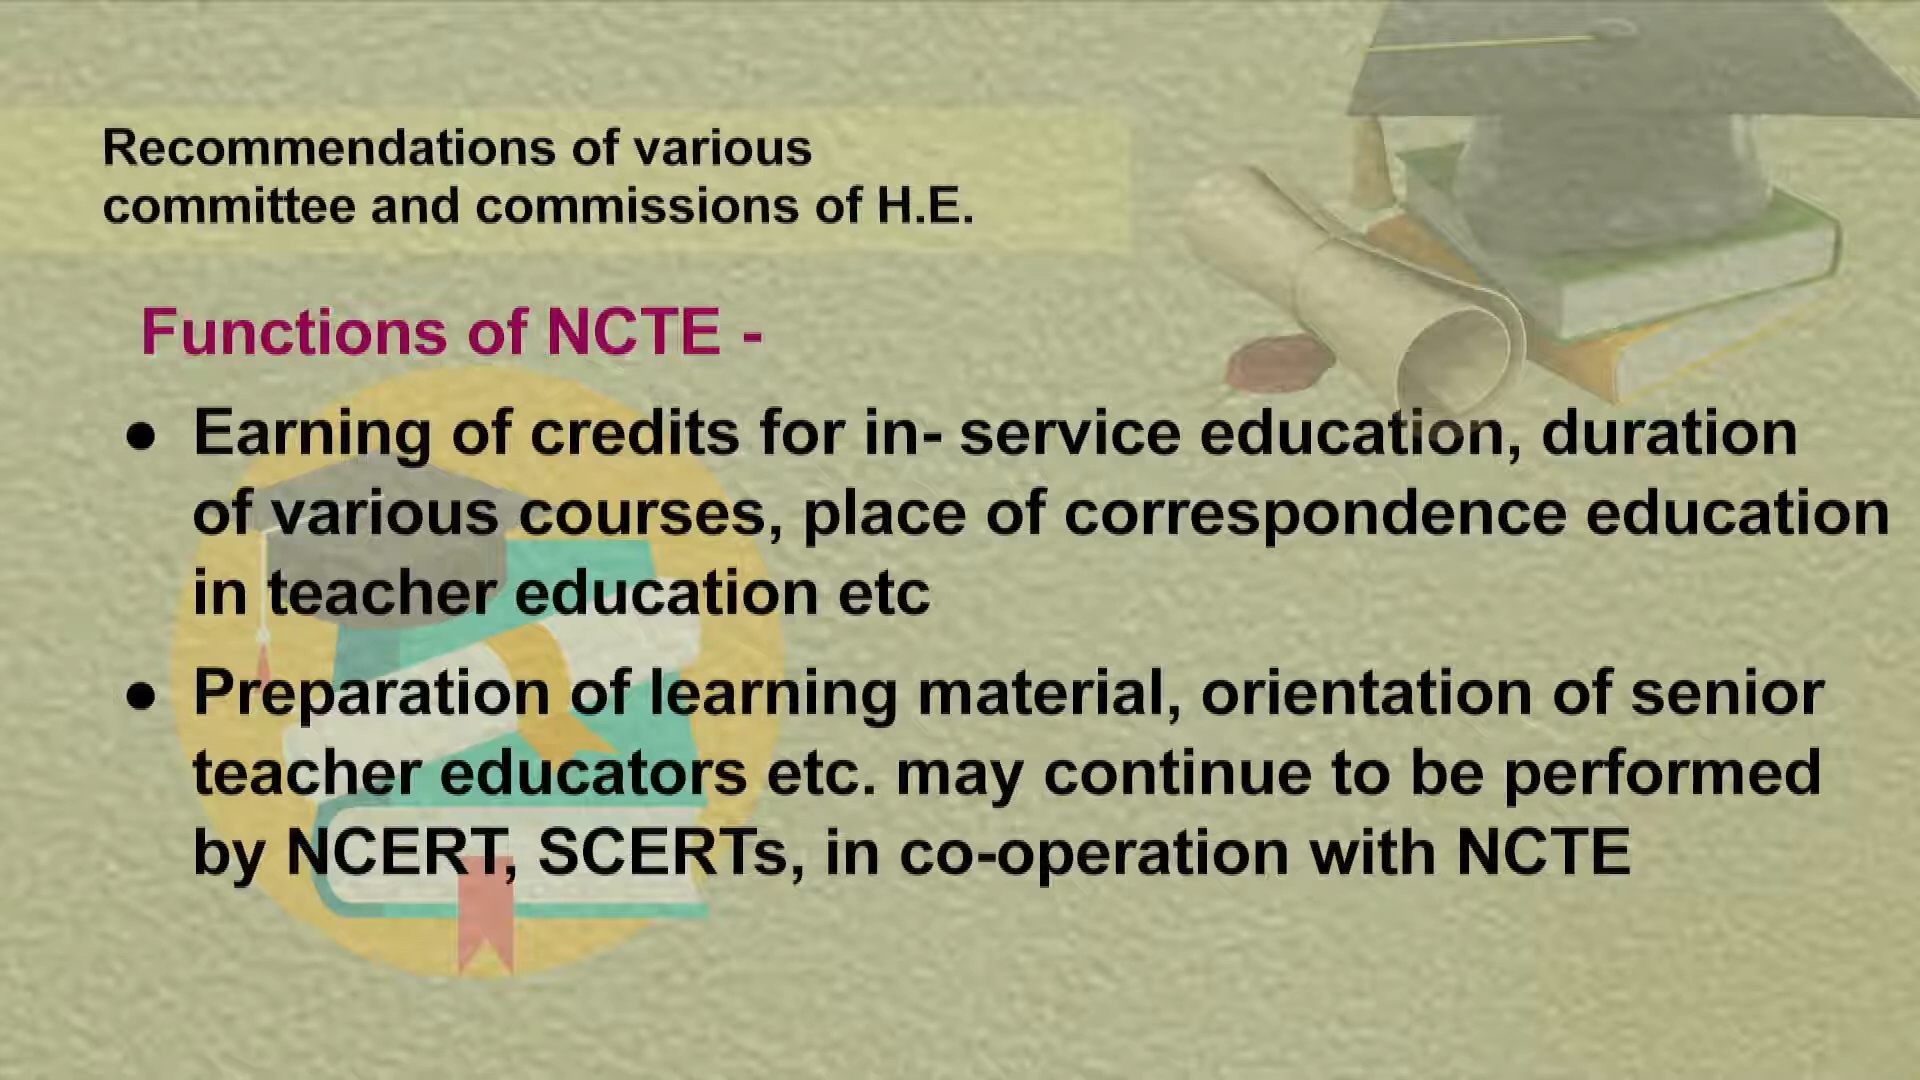 Recommendations of various
committee and commissions of H.E.
Functions of NCTE -
● Earning of credits for in- service education, duration
of various courses, place of correspondence education
in teacher education etc
● Preparation of learning material, orientation of senior
teacher educators etc. may continue to be performed
by NCERT, SCERTs, in co-operation with NCTE